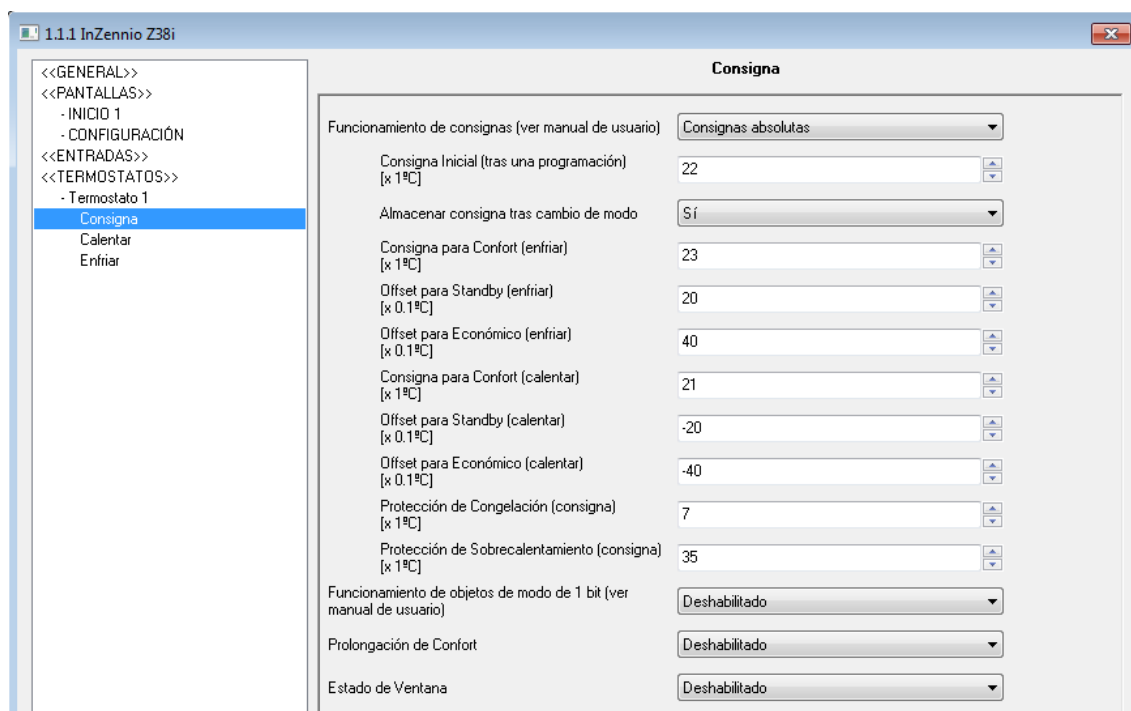 1.1.1 InZennio Z38i
<<GENERAL>>
<<PANTALLAS>>
- INICIO 1
- CONFIGURACIÓN
<<ENTRADAS>>
<<TERMOSTATOS>>
- Termostato 1
Consigna
Calentar
Enfriar
Consigna
Funcionamiento de consignas (ver manual de usuario) Consignas absolutas
Consigna Inicial (tras una programación)
[x 1ºC] 22
Almacenar consigna tras cambio de modo Sí
Consigna para Confort (enfriar)
[x 1ºC] 23
Offset para Standby (enfriar)
[x 0.1ºC] 20
Offset para Económico (enfriar)
[x 0.1ºC] 40
Consigna para Confort (calentar)
[x 1ºC] 21
Offset para Standby (calentar)
[x 0.1ºC] -20
Offset para Económico (calentar)
[x 0.1ºC] -40
Protección de Congelación (consigna)
[x 1ºC] 7
Protección de Sobrecalentamiento (consigna)
[x 1ºC] 35
Funcionamiento de objetos de modo de 1 bit (ver
manual de usuario) Deshabilitado
Prolongación de Confort Deshabilitado
Estado de Ventana Deshabilitado